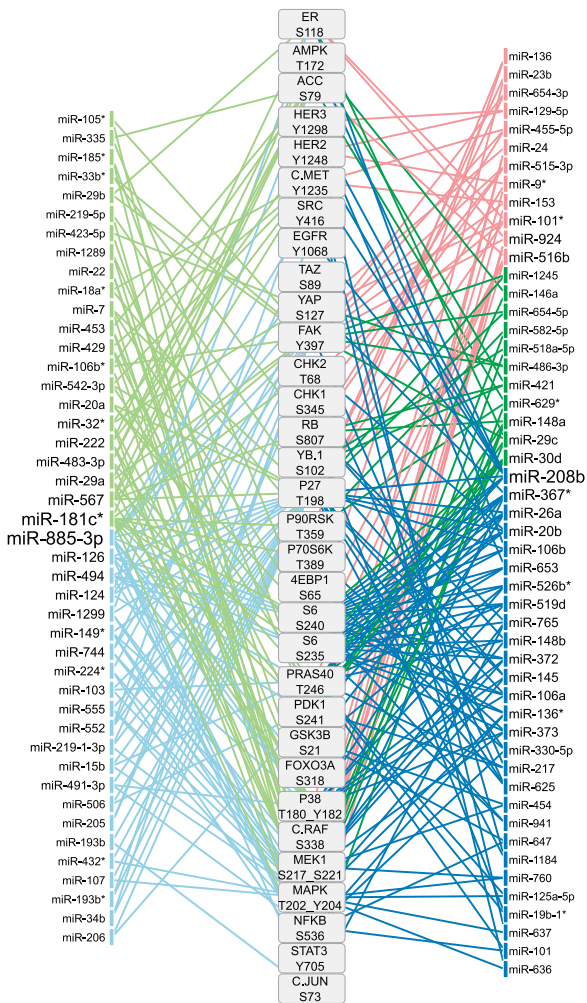 miR-105*
miR-335
miR-185*
miR-33b*
miR-29b
miR-219-5p
miR-423-5p
miR-1289
miR-22
miR-18a*
miR-7
miR-453
miR-429
miR-106b*
miR-542-3p
miR-20a
miR-32*
miR-222
miR-483-3p
miR-29a
miR-567
miR-181c*
miR-885-3p
miR-126
miR-494
miR-124
miR-1299
miR-149*
miR-744
miR-224*
miR-103
miR-555
miR-552
miR-219-1-3p
miR-15b
miR-491-3p
miR-506
miR-205
miR-193b
miR-432*
miR-107
miR-193b*
miR-34b
miR-206
ER
S118
AMPK
T172
ACC
S79
HER3
Y1298
HER2
Y1248
C.MET
Y1235
SRC
Y416
EGFR
Y1068
TAZ
S89
YAP
S127
FAK
Y397
CHK2
T68
CHK1
S345
RB
S807
YB.1
S102
P27
T198
P90RSK
T359
P70S6K
T389
4EBP1
S65
S6
S240
S6
S235
PRAS40
T246
PDK1
S241
GSK3B
S21
FOXO3A
S318
P38
T180_Y182
C.RAF
S338
MEK1
S217_S221
MAPK
T202_Y204
NFKB
S536
STAT3
Y705
C.JUN
S73
miR-136
miR-23b
miR-654-3p
miR-129-5p
miR-455-5p
miR-24
miR-515-3p
miR-9*
miR-153
miR-101*
miR-924
miR-516b
miR-1245
miR-146a
miR-654-5p
miR-582-5p
miR-518a-5p
miR-486-3p
miR-421
miR-629*
miR-148a
miR-29c
miR-30d
miR-208b
miR-367*
miR-26a
miR-20b
miR-106b
miR-653
miR-526b*
miR-519d
miR-765
miR-148b
miR-372
miR-145
miR-106a
miR-136*
miR-373
miR-330-5p
miR-217
miR-625
miR-454
miR-941
miR-647
miR-1184
miR-760
miR-125a-5p
miR-19b-1*
miR-637
miR-101
miR-636